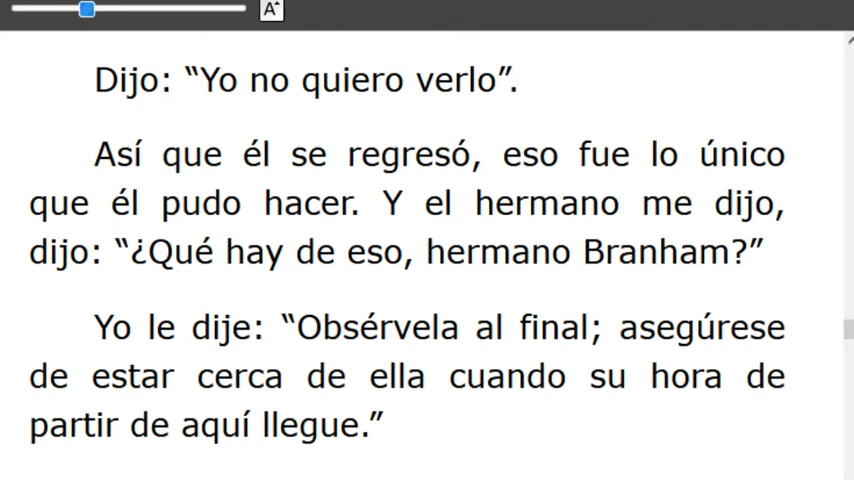 A
Dijo: “Yo no quiero verlo”.
Así que él se regresó, eso fue lo único
que él pudo hacer. Y el hermano me dijo,
dijo: “¿Qué hay de eso, hermano Branham?”
Yo le dije: “Obsérvela al final; asegúrese
de estar cerca de ella cuando su hora de
partir de aquí llegue.”